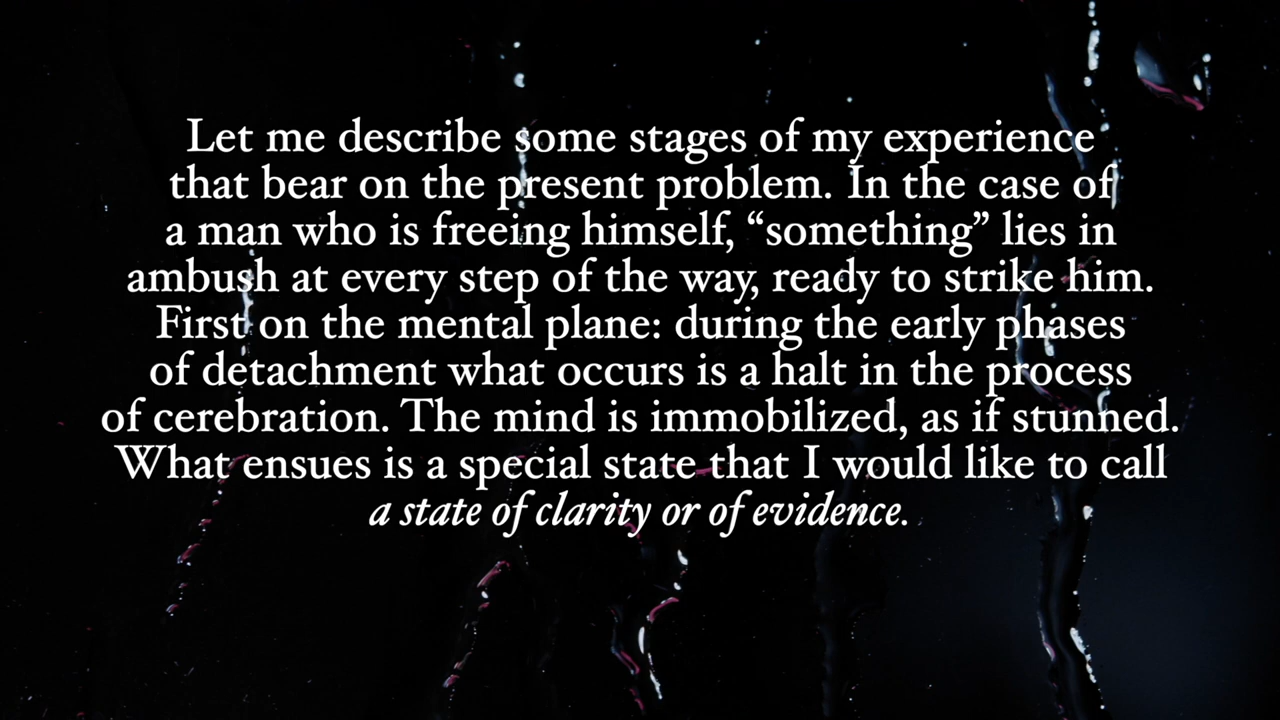 Let me describe some stages of my experience
that bear on the present problem. In the case of
a man who is freeing himself, “something” lies in
ambush at every step of the way, ready to strike him.
First on the mental plane: during the early phases
of detachment what occurs is a halt in the process
of cerebration. The mind is immobilized, as if stunned.
What ensues is a special state that I would like to call
a state of clarity or of evidence.